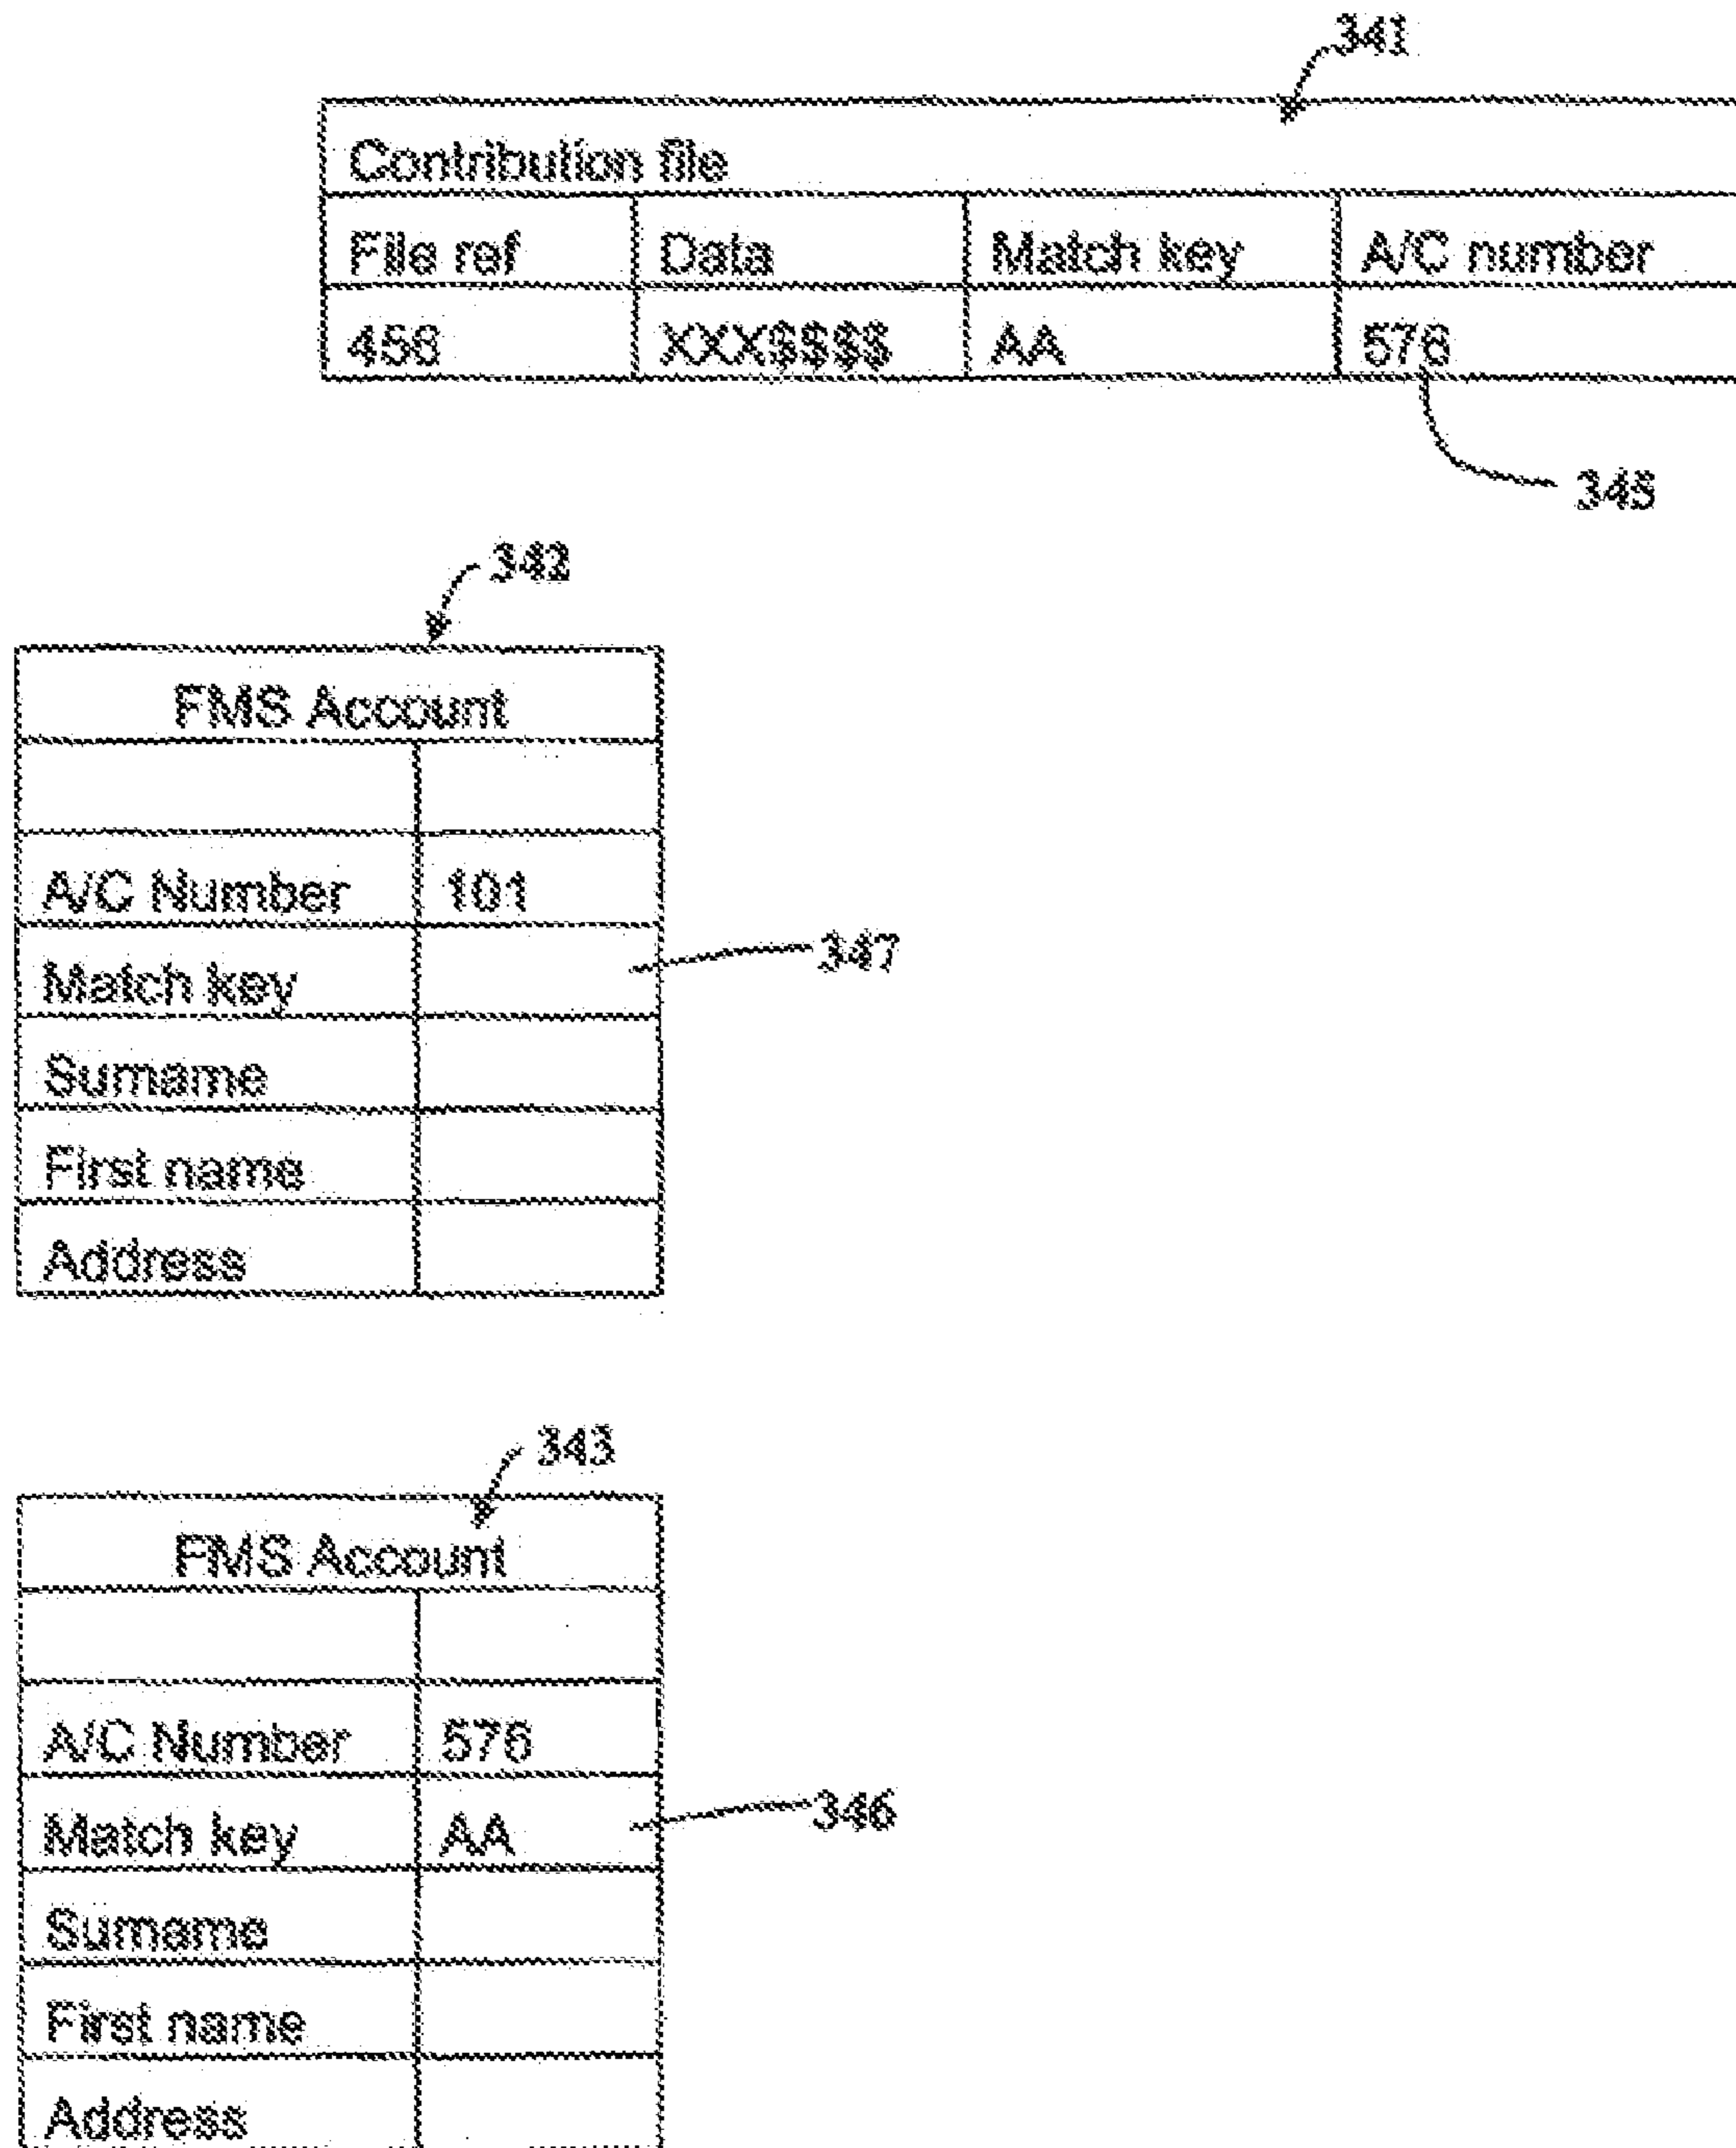 341
Contribution file
File ref Data Match key A/C number
456 XXX$$$$ AA 576
345
342
FMS Account
A/C Number 101
Match key 347
Surname
First name
Address
343
FMS Account
A/C Number 576
Match key AA 346
Surname
First name
Address